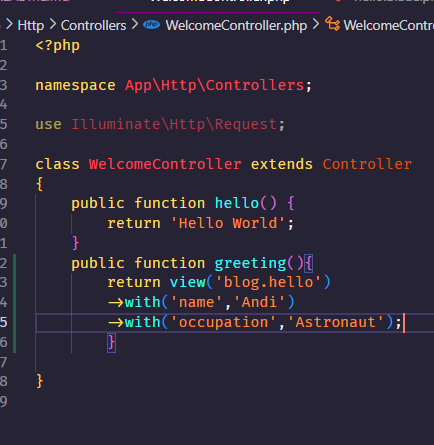 > Http > Controllers > php WelcomeController.php > WelcomeContro
1 <?php
2
3 namespace App\Http\Controllers;
4
5 use Illuminate\Http\Request;
6
7 class WelcomeController extends Controller
8 {
9 public function hello() {
0 return 'Hello World';
1 }
2 public function greeting(){
3 return view('blog.hello')
4 ->with('name','Andi')
5 ->with('occupation','Astronaut');
6 }
7
8 }
9